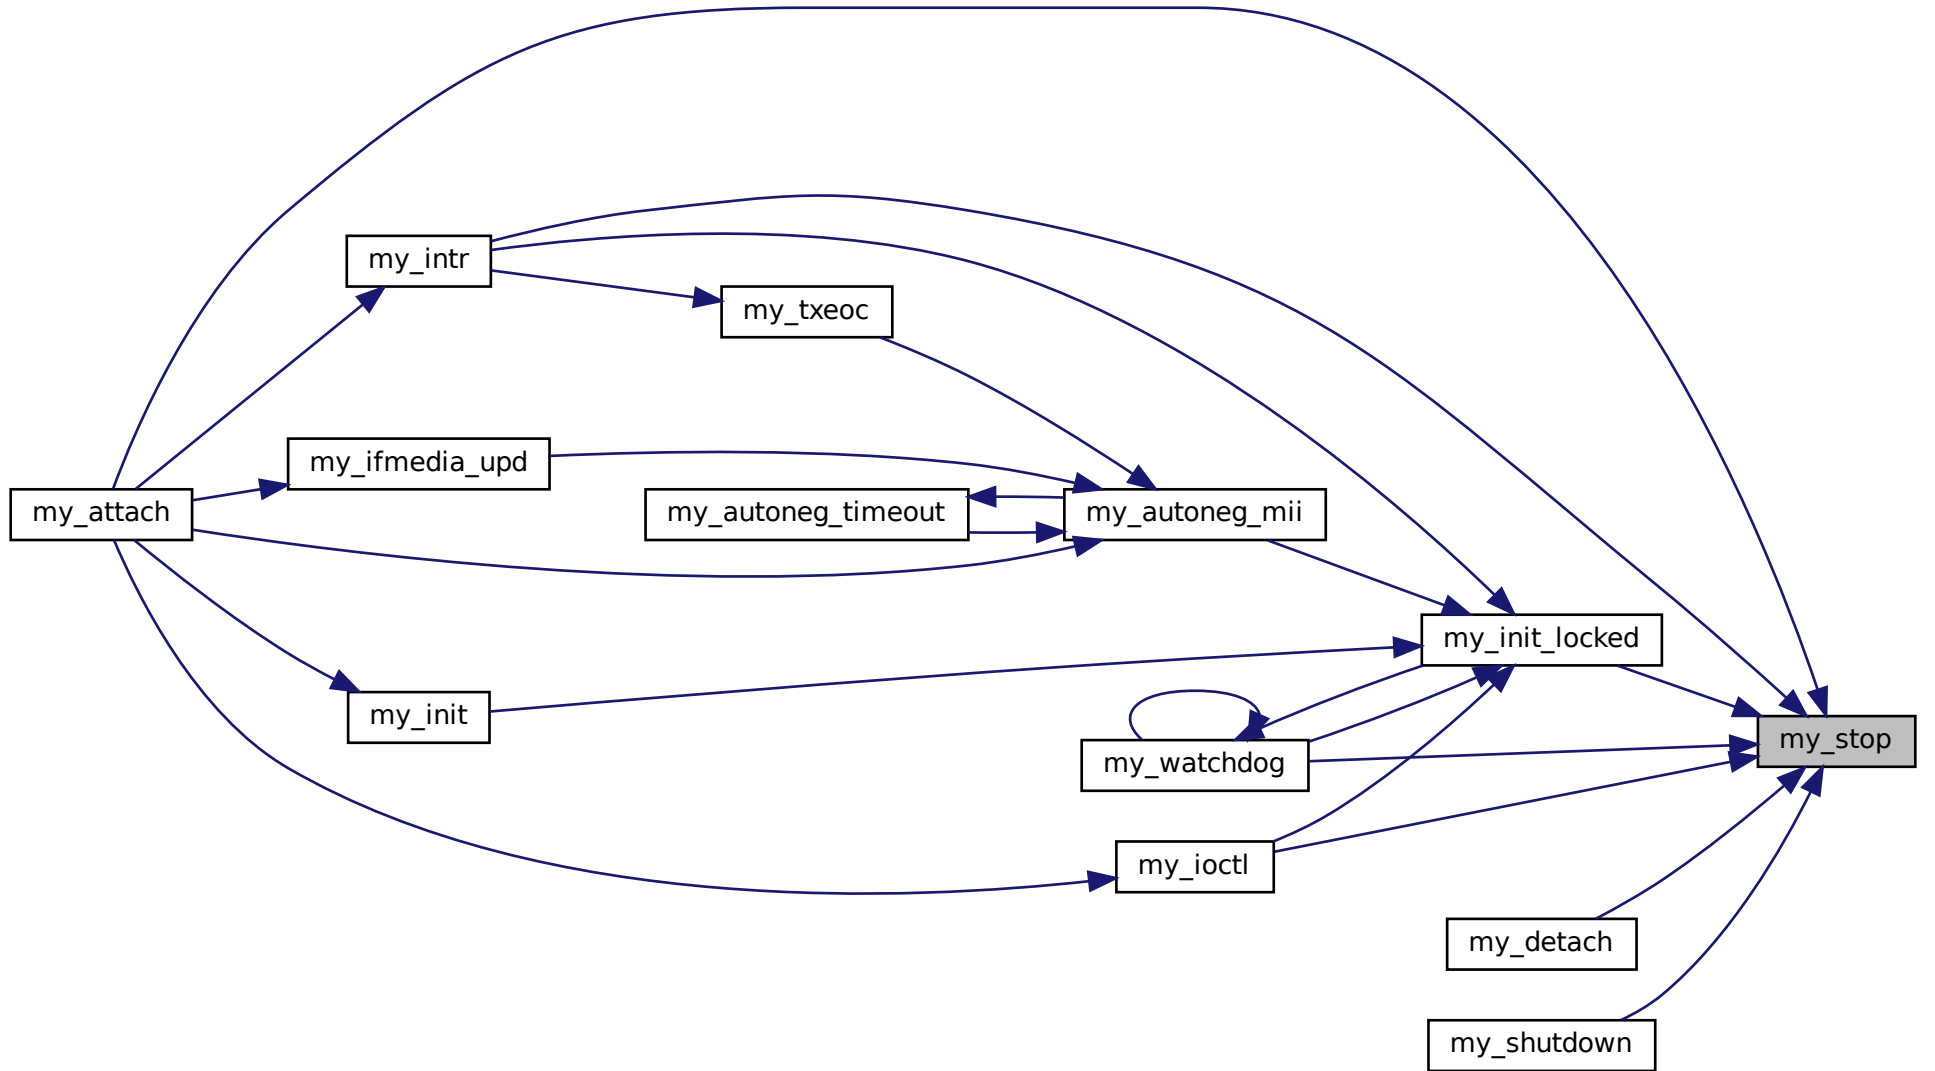 my_intr
my_txeoc
my_ifmedia_upd
my_attach
my_autoneg_timeout
my_autoneg_mii
my_init_locked
my_init
my_stop
my_watchdog
my_ioctl
my_detach
my_shutdown